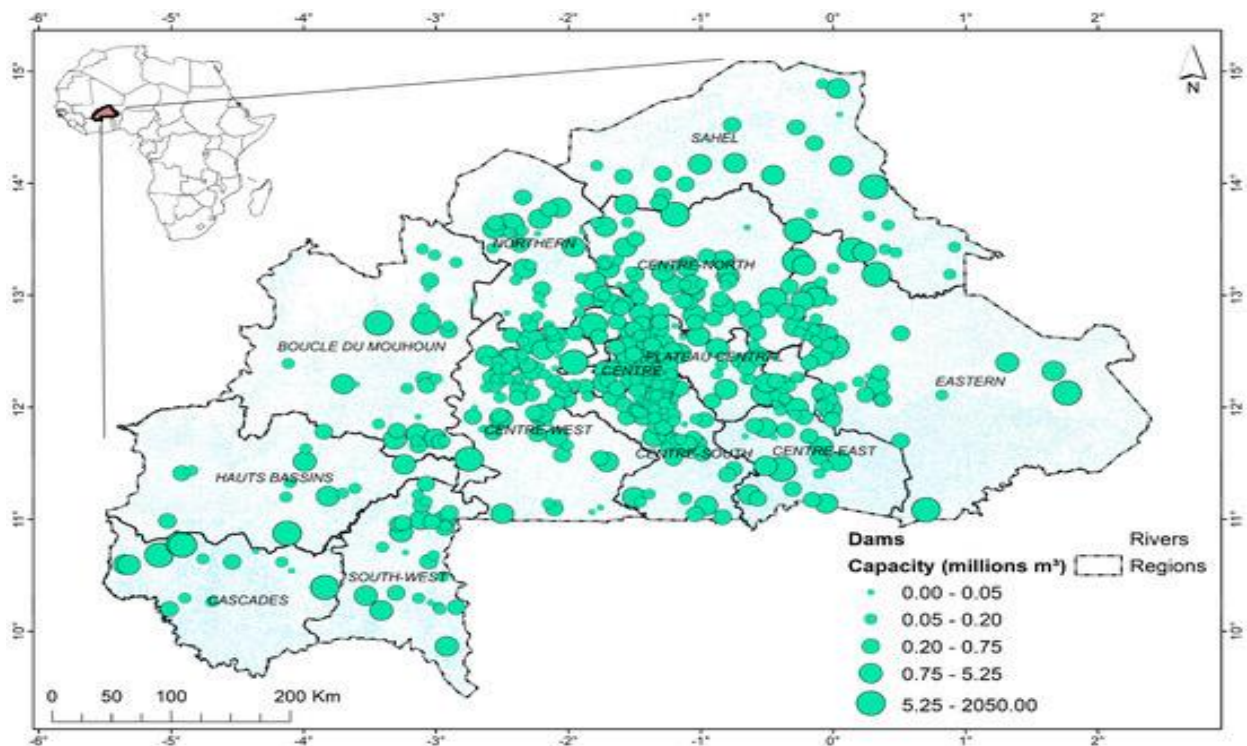 -6° -5° -4° -3° -2° -1° 0° 1° 2°
15° 15°
N
SAHEL
14° 14°
NORTHERN
CENTRE-NORTH
13° 13°
BOUCLE DU MOUHOUN
PLATEAU CENTRAL
CENTRE
EASTERN
12° 12°
CENTRE-WEST
CENTRE-SOUTH
CENTRE-EAST
HAUTS BASSINS
11° 11°
Dams Rivers
Capacity (millions m³) Regions
SOUTH-WEST
0.00 - 0.05
CASCADES
0.05 - 0.20
10° 10°
0.20 - 0.75
0.75 - 5.25
0 50 100 200 Km
5.25 - 2050.00
-6° -5° -4° -3° -2° -1° 0° 1° 2°